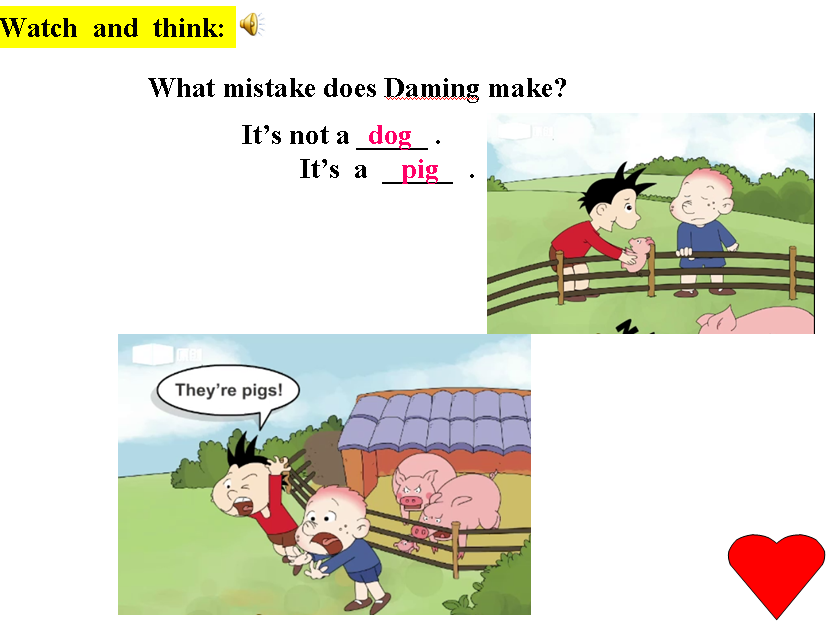 Watch and think:
What mistake does Daming make?
It's not a dog .
It's a pig .
They're pigs!